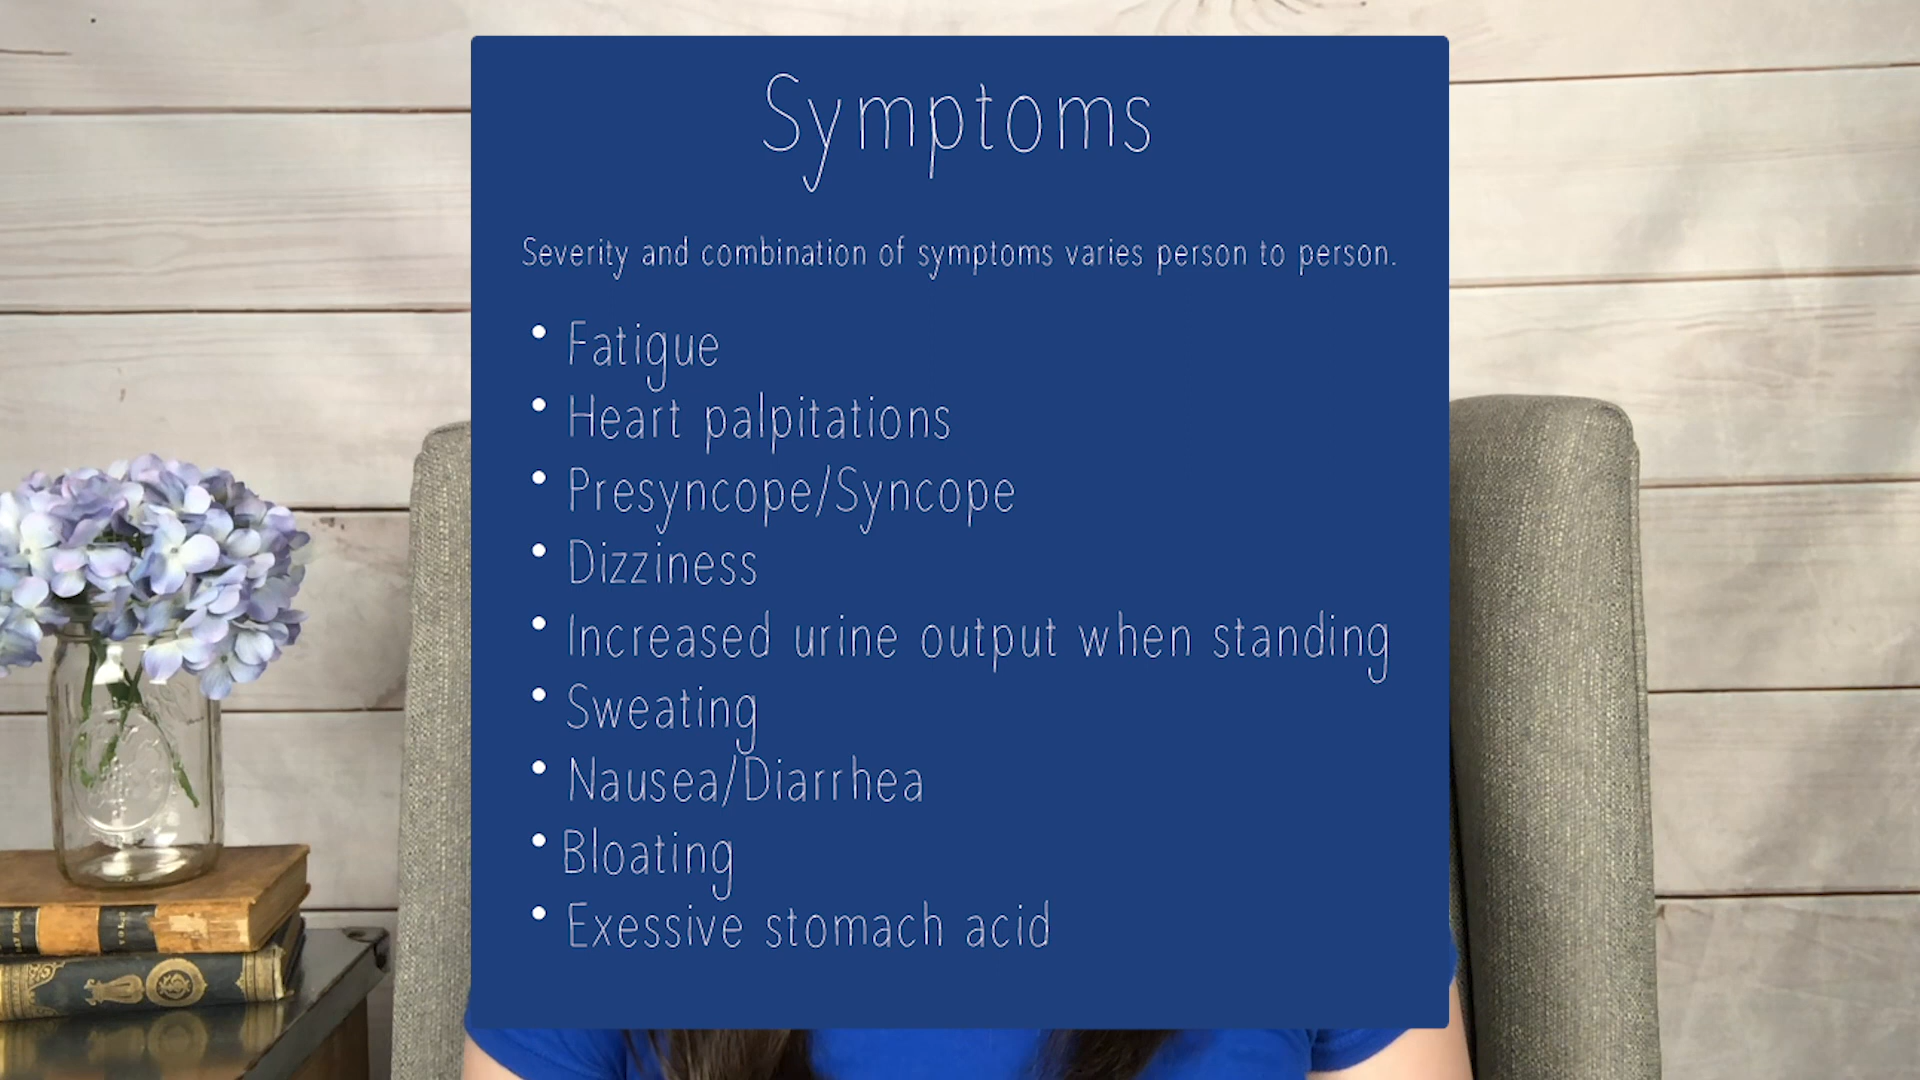 Symptoms
Severity and combination of symptoms varies person to person.
• Fatigue
• Heart palpitations
• Presyncope/Syncope
• Dizziness
• Increased urine output when standing
• Sweating
• Nausea/Diarrhea
• Bloating
• Exessive stomach acid